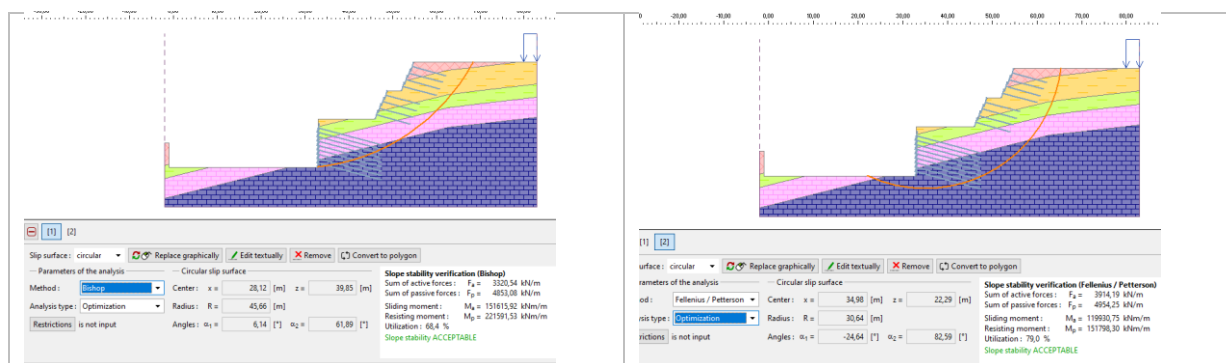 -20,00 -10,00 0,00 10,00 20,00 30,00 40,00 50,00 60,00 70,00 80,00
[1] [2]
Slip surface : circular Replace graphically Edit textually Remove Convert to polygon
Parameters of the analysis Circular slip surface
Method : Bishop Center : x = 28,12 [m] z = 39,85 [m]
Analysis type : Optimization Radius : R = 45,66 [m]
Restrictions is not input Angles : α1 = 6,14 [°] α2 = 61,89 [°]
Slope stability verification (Bishop)
Sum of active forces : Fa = 3320,54 kN/m
Sum of passive forces : Fp = 4853,08 kN/m
Sliding moment : Ma = 151615,92 kNm/m
Resisting moment : Mp = 221591,53 kNm/m
Utilization : 68,4 %
Slope stability ACCEPTABLE
[1] [2]
urface : circular Replace graphically Edit textually Remove Convert to polygon
rameters of the analysis Circular slip surface
od : Fellenius / Petterson Center : x = 34,98 [m] z = 22,29 [m]
sis type : Optimization Radius : R = 30,64 [m]
rictions is not input Angles : α1 = -24,64 [°] α2 = 82,59 [°]
Slope stability verification (Fellenius / Petterson)
Sum of active forces : Fa = 3914,19 kN/m
Sum of passive forces : Fp = 4954,25 kN/m
Sliding moment : Ma = 119930,75 kNm/m
Resisting moment : Mp = 151798,30 kNm/m
Utilization : 79,0 %
Slope stability ACCEPTABLE